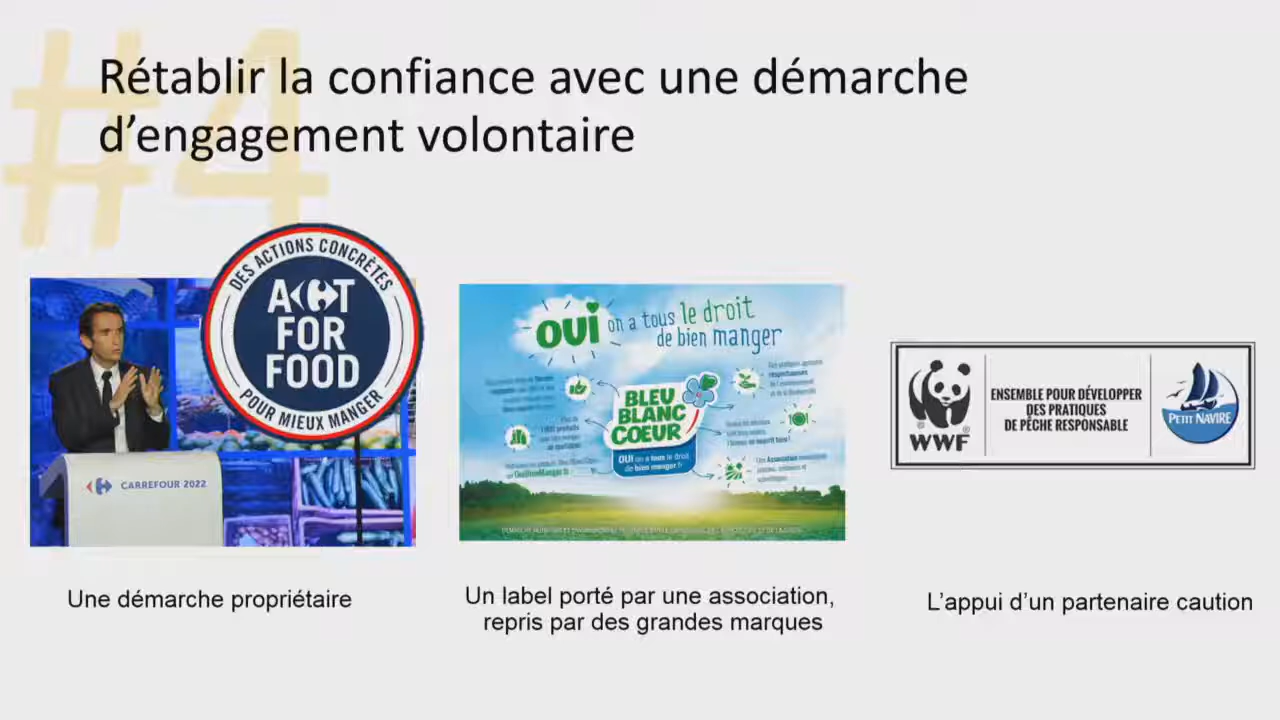 #4
Rétablir la confiance avec une démarche
d’engagement volontaire
DES ACTIONS CONCRÈTES
ACT
FOR
FOOD
POUR MIEUX MANGER
CARREFOUR 2022
OUI on a tous le droit
de bien manger
BLEU
BLANC
COEUR
OUI on a tous le droit
de bien manger.fr
WWF
ENSEMBLE POUR DÉVELOPPER
DES PRATIQUES
DE PÊCHE RESPONSABLE
PETIT NAVIRE
Une démarche propriétaire
Un label porté par une association,
repris par des grandes marques
L’appui d’un partenaire caution